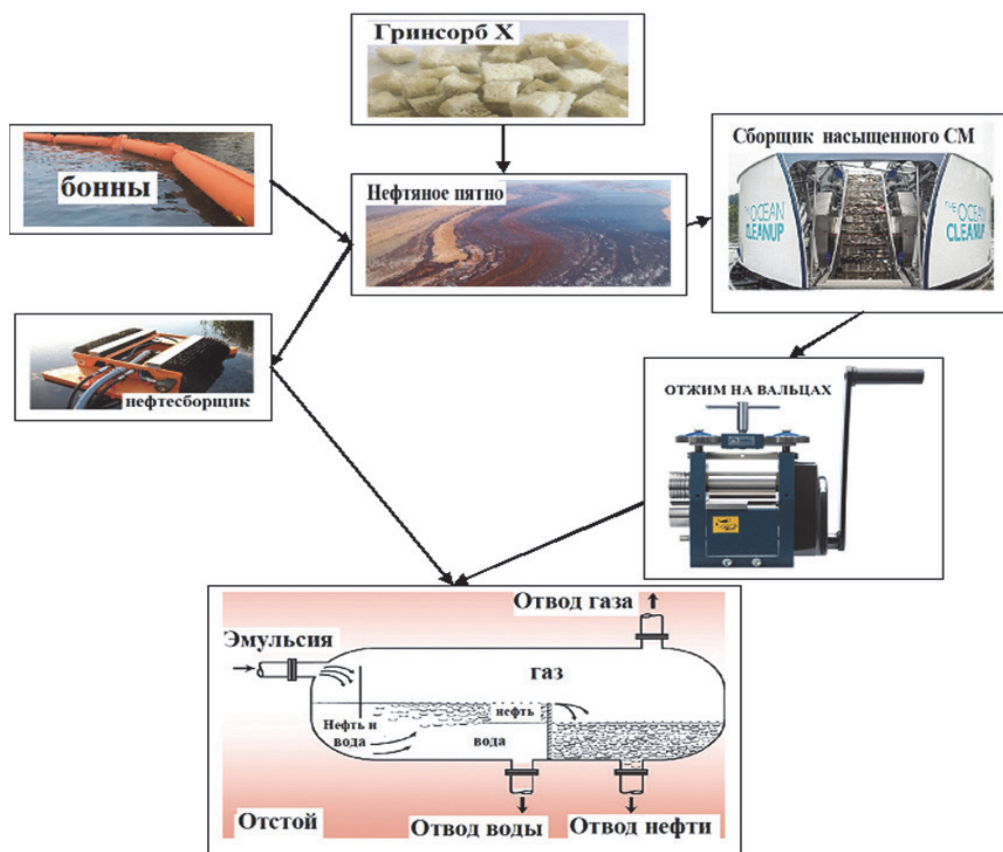 Гринсорб Х
бонны
Нефтяное пятно
Сборщик насыщенного СМ
THE OCEAN
CLEANUP
THE OCEAN
CLEANUP
нефтесборщик
ОТЖИМ НА ВАЛЬЦАХ
Отвод газа
Эмульсия
газ
нефть
Нефть и
вода
вода
Отстой
Отвод воды
Отвод нефти